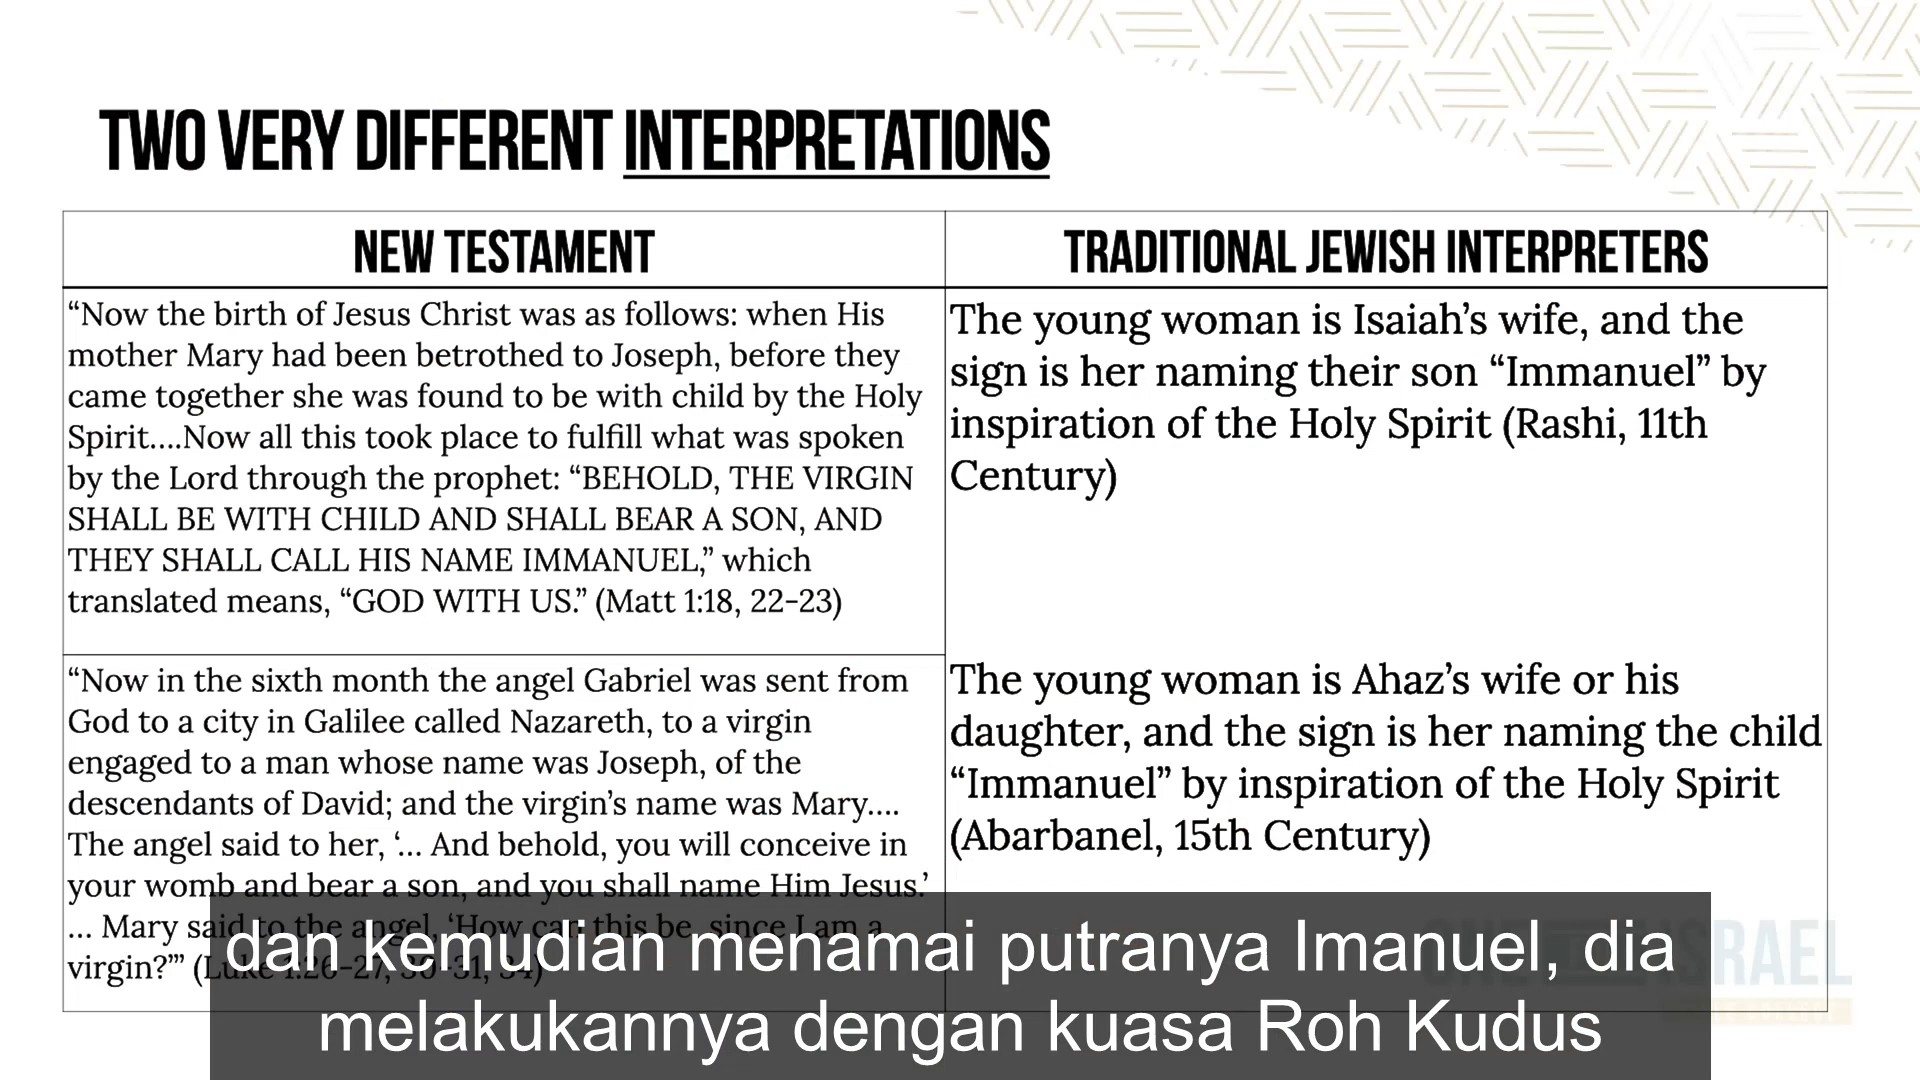 TWO VERY DIFFERENT INTERPRETATIONS
NEW TESTAMENT
“Now the birth of Jesus Christ was as follows: when His
mother Mary had been betrothed to Joseph, before they
came together she was found to be with child by the Holy
Spirit....Now all this took place to fulfill what was spoken
by the Lord through the prophet: “BEHOLD, THE VIRGIN
SHALL BE WITH CHILD AND SHALL BEAR A SON, AND
THEY SHALL CALL HIS NAME IMMANUEL,” which
translated means, “GOD WITH US.” (Matt 1:18, 22-23)
“Now in the sixth month the angel Gabriel was sent from
God to a city in Galilee called Nazareth, to a virgin
engaged to a man whose name was Joseph, of the
descendants of David; and the virgin’s name was Mary....
The angel said to her, ‘... And behold, you will conceive in
your womb and bear a son, and you shall name Him Jesus.’
... Mary said to the angel, ‘How can this be, since I am a
virgin?’” (Luke 1:26-27, 30-31, 34)
TRADITIONAL JEWISH INTERPRETERS
The young woman is Isaiah’s wife, and the
sign is her naming their son “Immanuel” by
inspiration of the Holy Spirit (Rashi, 11th
Century)
The young woman is Ahaz’s wife or his
daughter, and the sign is her naming the child
“Immanuel” by inspiration of the Holy Spirit
(Abarbanel, 15th Century)
ISRAEL
dan kemudian menamai putranya Imanuel, dia
melakukannya dengan kuasa Roh Kudus